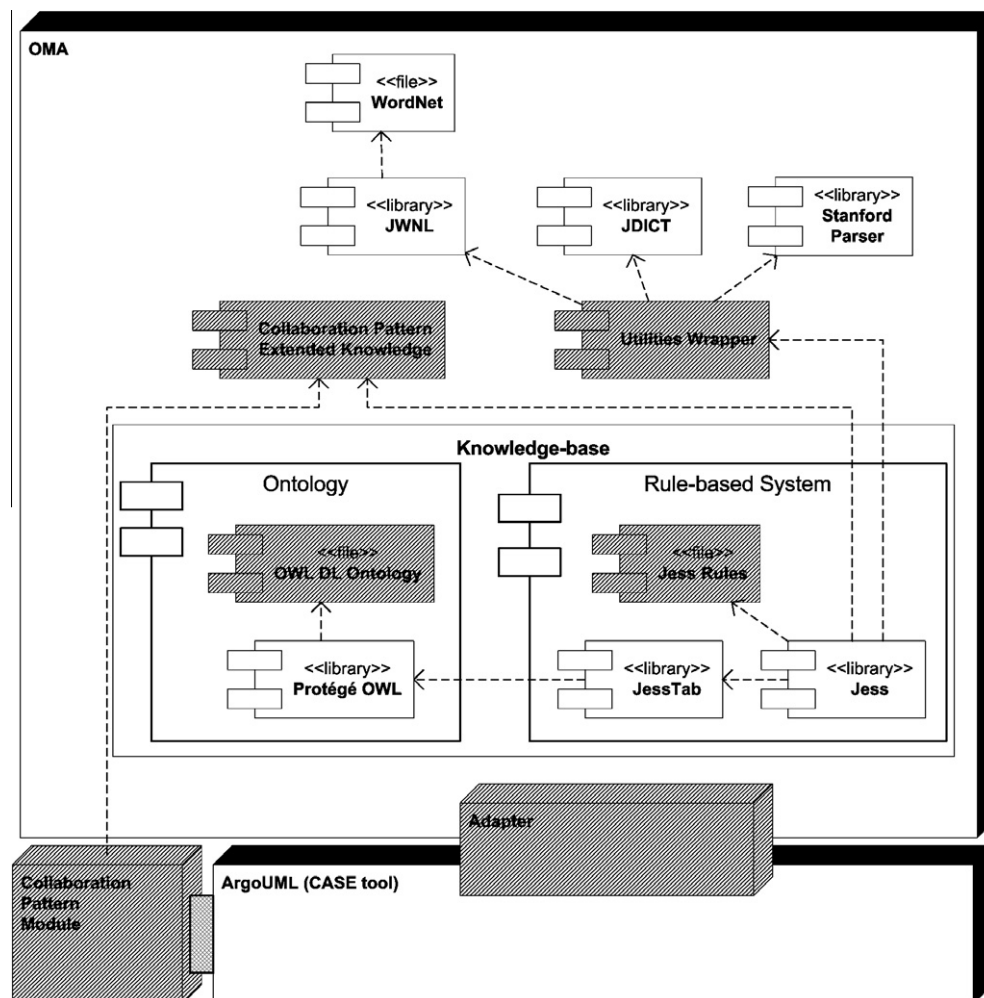 OMA
<<file>>
WordNet
<<library>>
JWNL
<<library>>
JDICT
<<library>>
Stanford
Parser
Collaboration Pattern
Extended Knowledge
Utilities Wrapper
Knowledge-base
Ontology
Rule-based System
<<file>>
OWL DL Ontology
<<file>>
Jess Rules
<<library>>
Protégé OWL
<<library>>
JessTab
<<library>>
Jess
Adapter
Collaboration
Pattern
Module
ArgoUML (CASE tool)